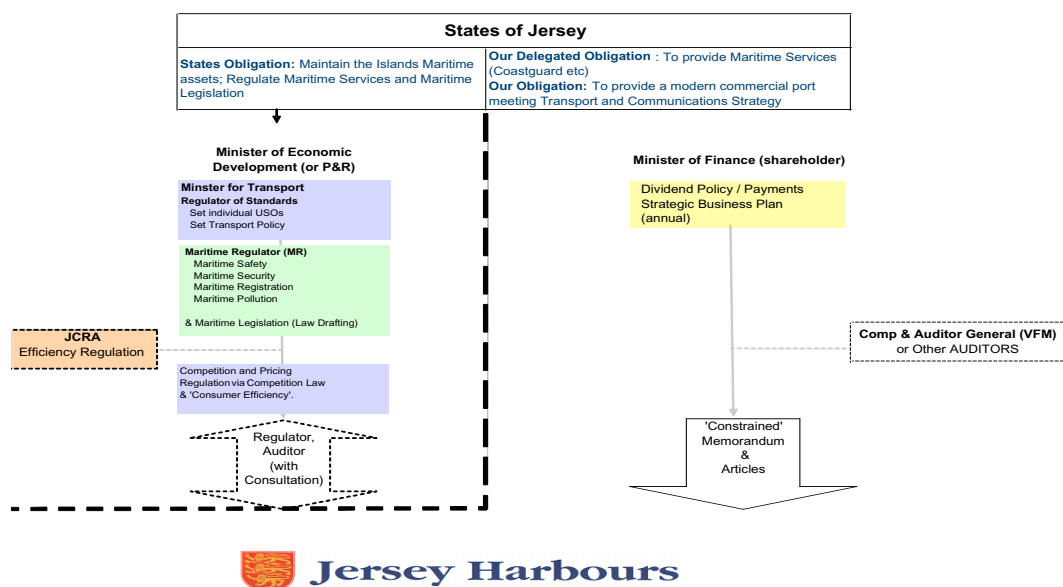 States of Jersey
States Obligation: Maintain the Islands Maritime
assets; Regulate Maritime Services and Maritime
Legislation
Our Delegated Obligation : To provide Maritime Services
(Coastguard etc)
Our Obligation: To provide a modern commercial port
meeting Transport and Communications Strategy
Minister of Economic
Development (or P&R)
Minster for Transport
Regulator of Standards
Set individual USOs
Set Transport Policy
Maritime Regulator (MR)
Maritime Safety
Maritime Security
Maritime Registration
Maritime Pollution
& Maritime Legislation (Law Drafting)
JCRA
Efficiency Regulation
Competition and Pricing
Regulation via Competition Law
& 'Consumer Efficiency'.
Regulator,
Auditor
(with
Consultation)
Minister of Finance (shareholder)
Dividend Policy / Payments
Strategic Business Plan
(annual)
Comp & Auditor General (VFM)
or Other AUDITORS
'Constrained'
Memorandum
&
Articles
Jersey Harbours